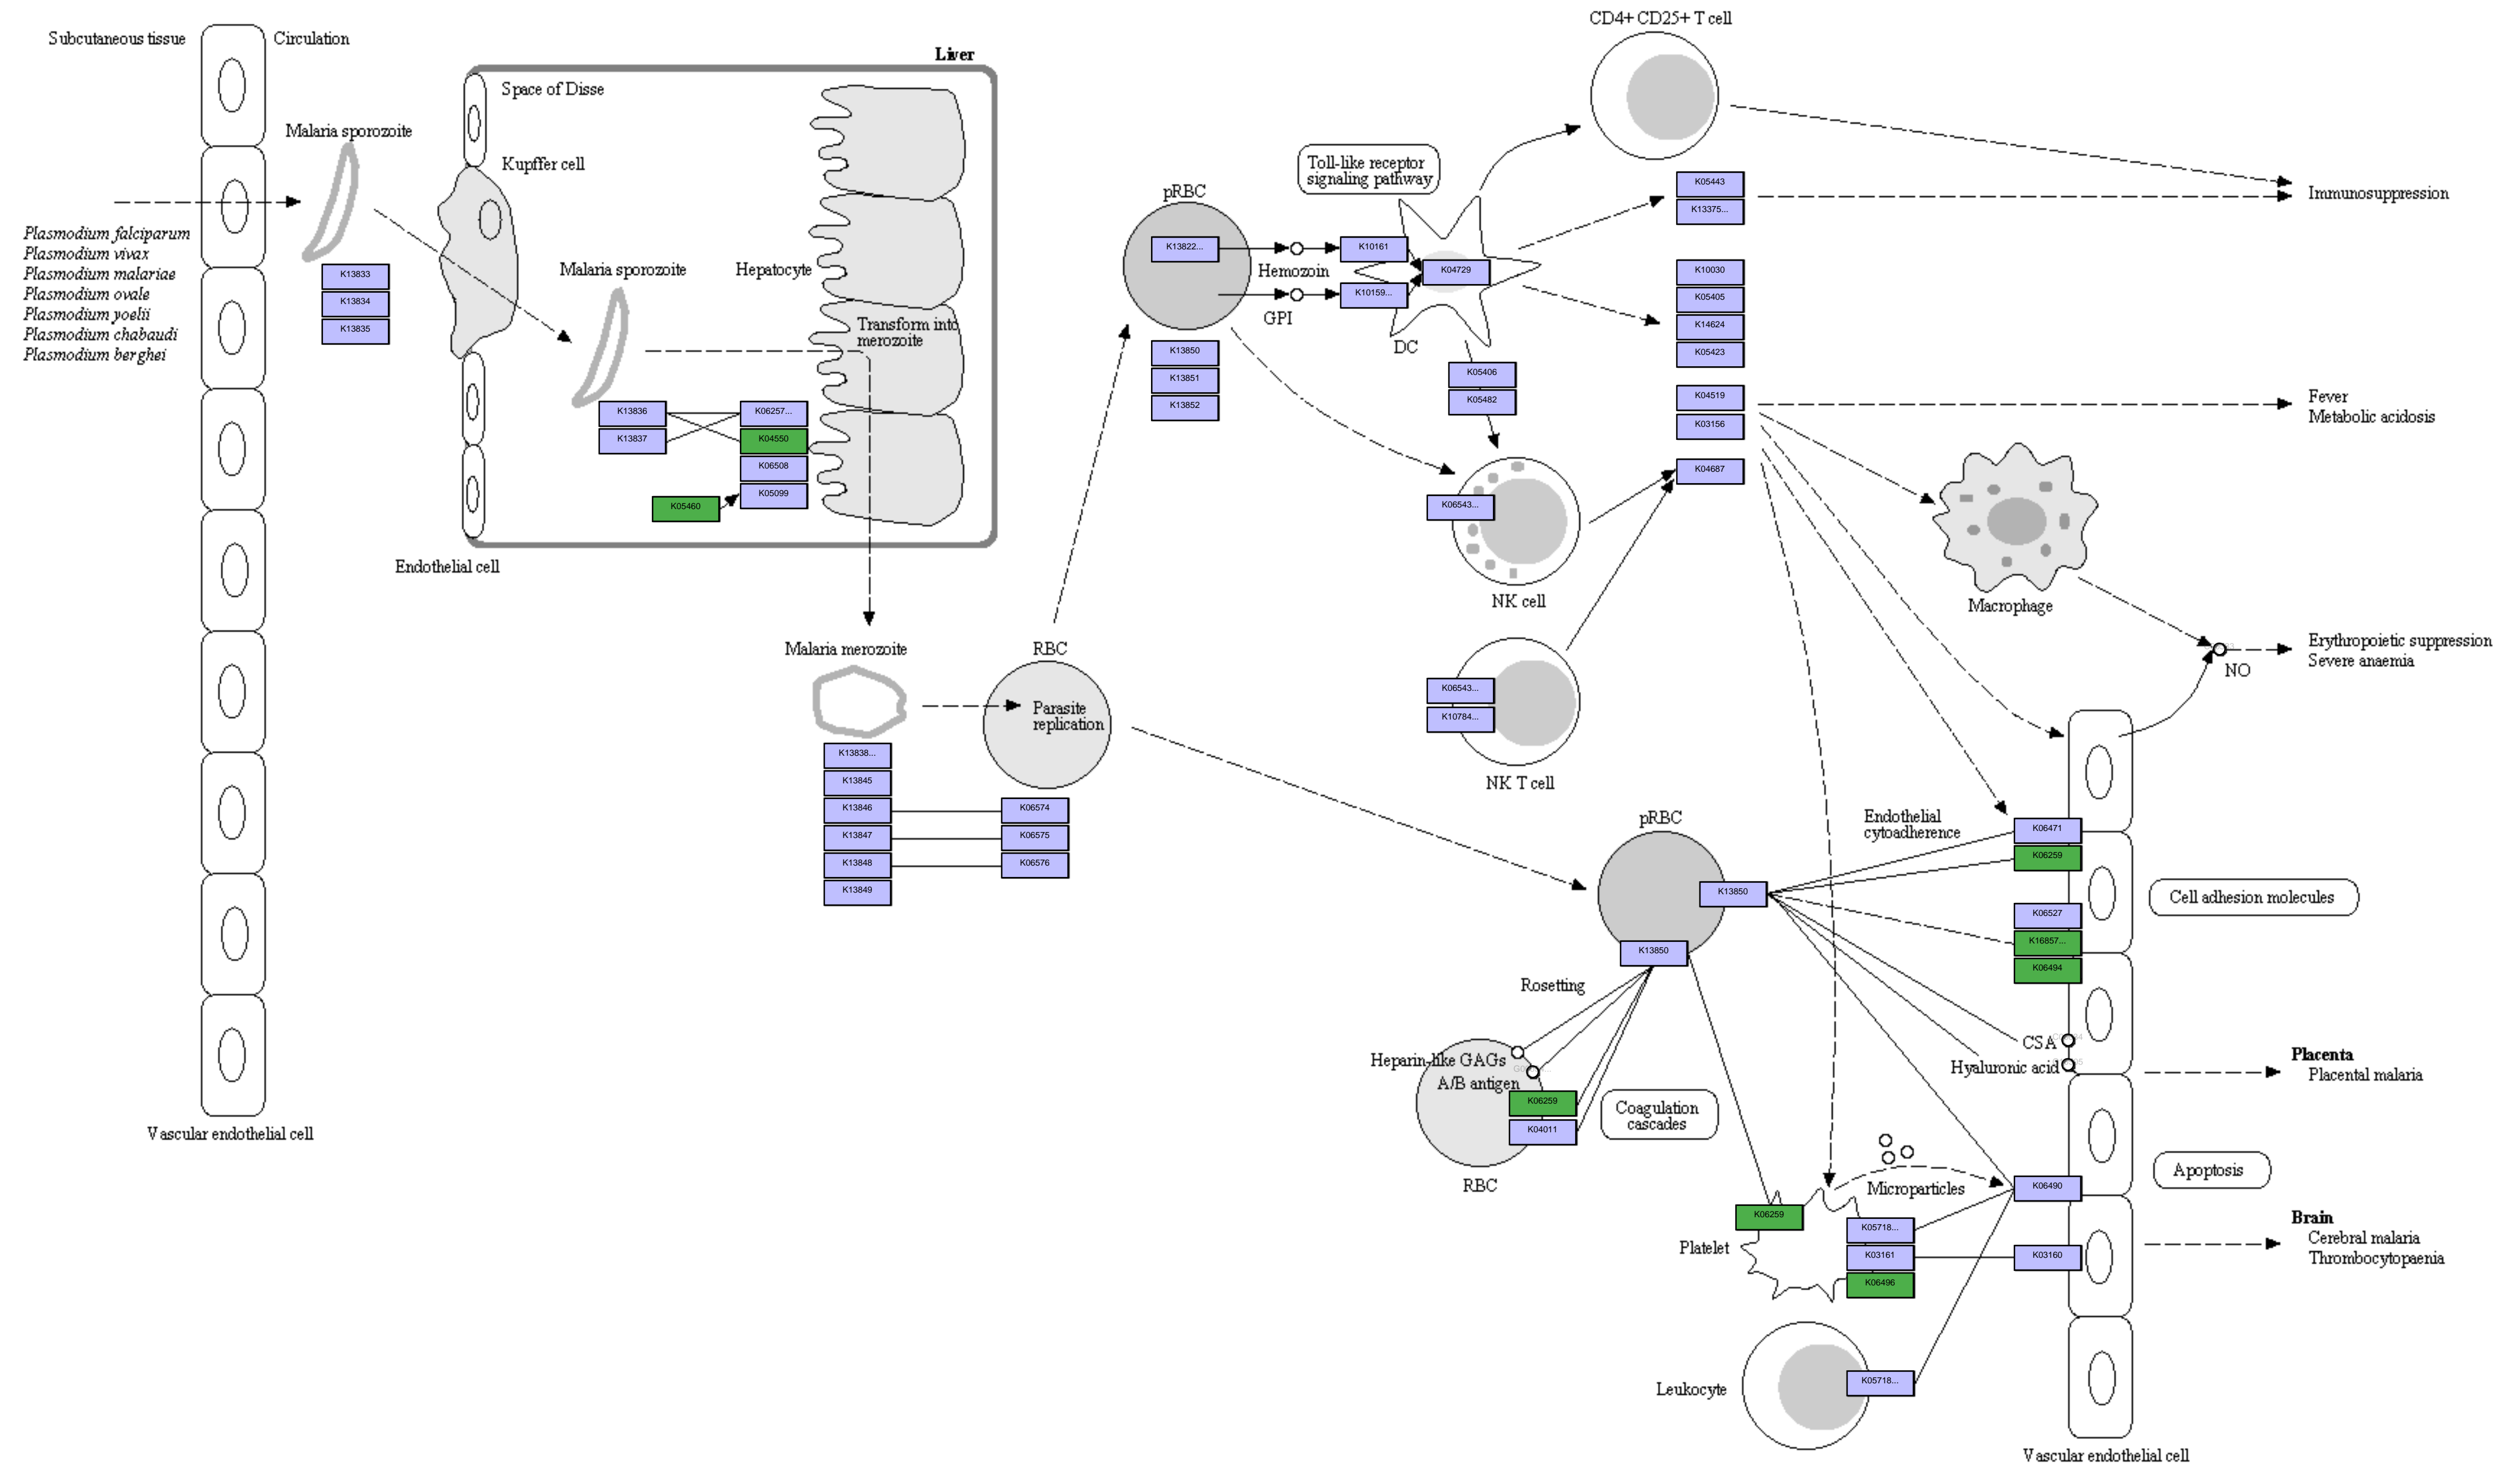 Subcutaneous tissue
Circulation
Malaria sporozoite
Plasmodium falciparum
Plasmodium vivax
Plasmodium malariae
Plasmodium ovale
Plasmodium yoelii
Plasmodium chabaudi
Plasmodium berghei
K13833
K13834
K13835
Vascular endothelial cell
Liver
Space of Disse
Kupffer cell
Malaria sporozoite
Hepatocyte
Transform into
merozoite
K13836
K13837
K06257...
K04550
K06508
K05099
K05460
Endothelial cell
Malaria merozoite
K13838...
K13845
K13846
K13847
K13848
K13849
RBC
Parasite
replication
K06574
K06575
K06576
pRBC
K13822...
Hemozoin
GPI
K13850
K13851
K13852
Toll-like receptor
signaling pathway
K10161
K10159...
K04729
DC
K05406
K05482
CD4+ CD25+ T cell
K05443
K13375...
K10030
K05405
K14624
K05423
K04519
K03156
K04687
Immunosuppression
Fever
Metabolic acidosis
K06543...
NK cell
K06543...
K10784...
NK T cell
Macrophage
NO
Erythropoietic suppression
Severe anaemia
pRBC
K13850
K13850
Endothelial
cytoadherence
K06471
K06259
K06527
K16857...
K06494
Cell adhesion molecules
CSA
Hyaluronic acid
Rosetting
Heparin-like GAGs
A/B antigen
K06259
K04011
RBC
Coagulation
cascades
Placenta
Placental malaria
Microparticles
K06490
Apoptosis
K06259
Platelet
K05718...
K03161
K06496
K03160
Brain
Cerebral malaria
Thrombocytopaenia
Leukocyte
K05718...
Vascular endothelial cell